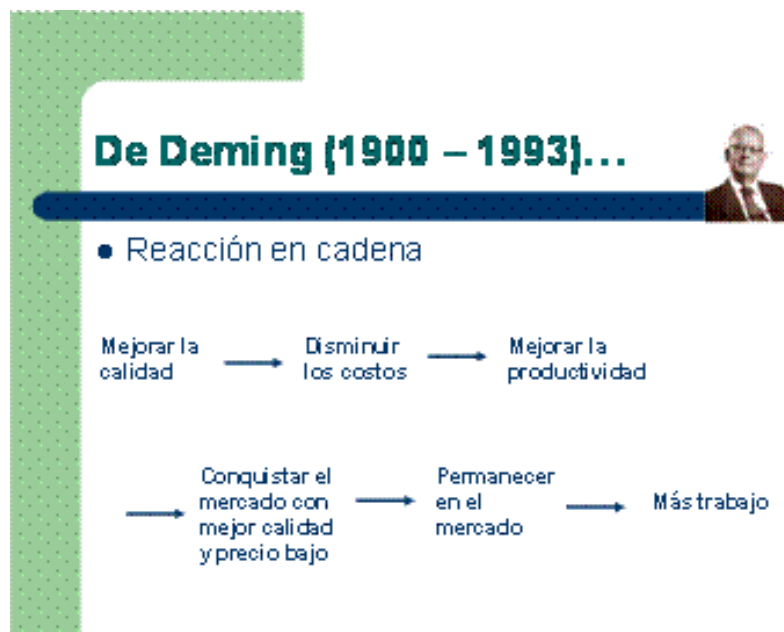 De Deming (1900 – 1993)...
Reacción en cadena
Mejorar la
calidad
Disminuir
los costos
Mejorar la
productividad
Conquistar el
mercado con
mejor calidad
y precio bajo
Permanecer
en el
mercado
Más trabajo